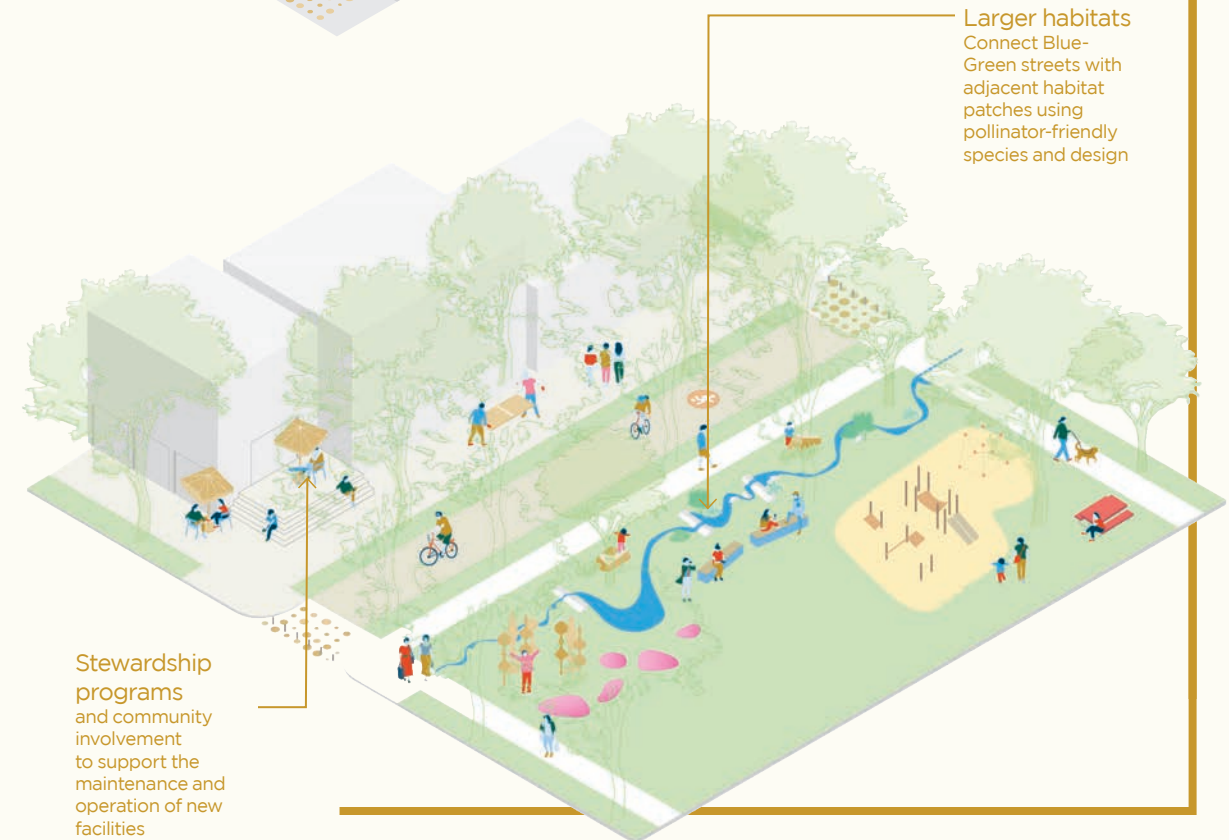 Larger habitats
Connect Blue-
Green streets with
adjacent habitat
patches using
pollinator-friendly
species and design
Stewardship
programs
and community
involvement
to support the
maintenance and
operation of new
facilities